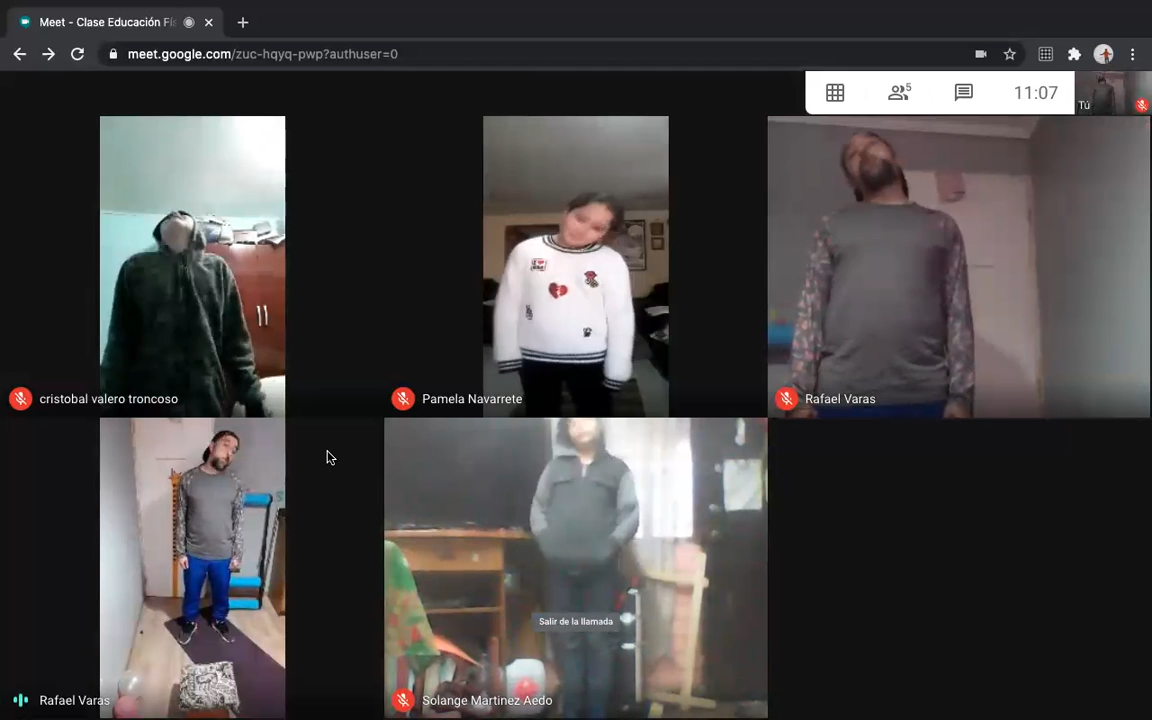 Meet - Clase Educación Fí
meet.google.com/zuc-hqyq-pwp?authuser=0
5
11:07
Tú
cristobal valero troncoso
Pamela Navarrete
Rafael Varas
Rafael Varas
Salir de la llamada
Solange Martinez Aedo